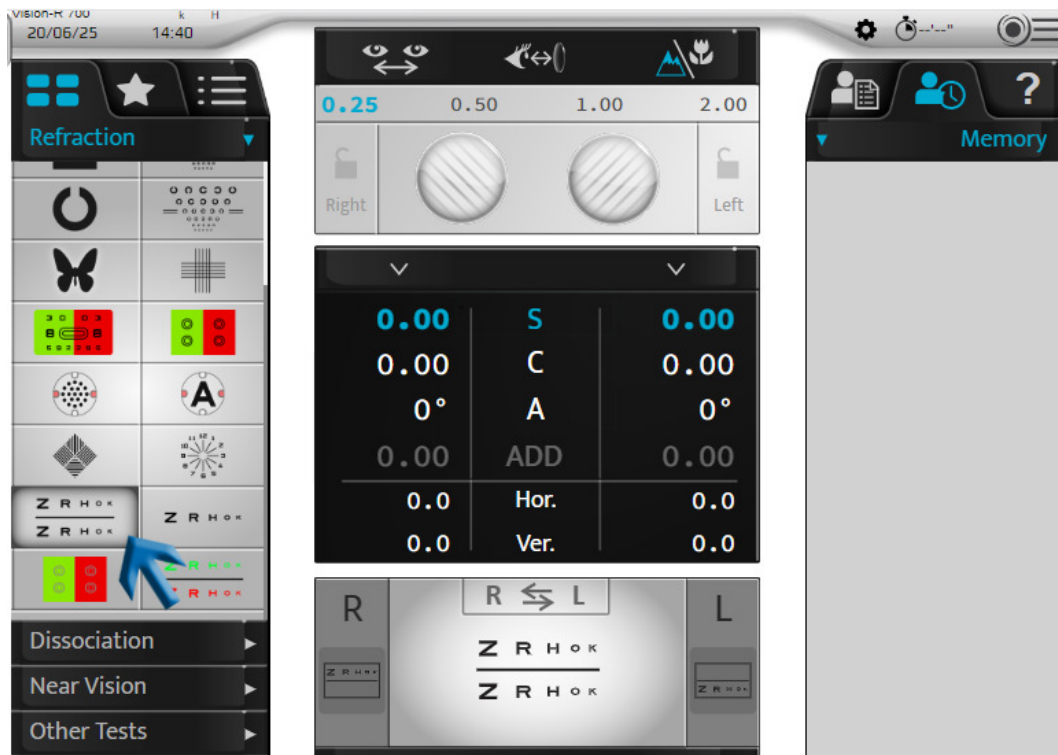 Vision-R 700 k H
20/06/25 14:40 --'--"
0.25 0.50 1.00 2.00
Refraction
Memory
?
Right Left
8 8
A
0.00 S 0.00
0.00 C 0.00
0° A 0°
0.00 ADD 0.00
0.0 Hor. 0.0
0.0 Ver. 0.0
Z R H O K
Z R H O K
Z R H O K
Z R H O K
Z R H O K
R R L L
Z R H O K
Z R H O K
Z R H O K
Z R H O K
Dissociation
Near Vision
Other Tests